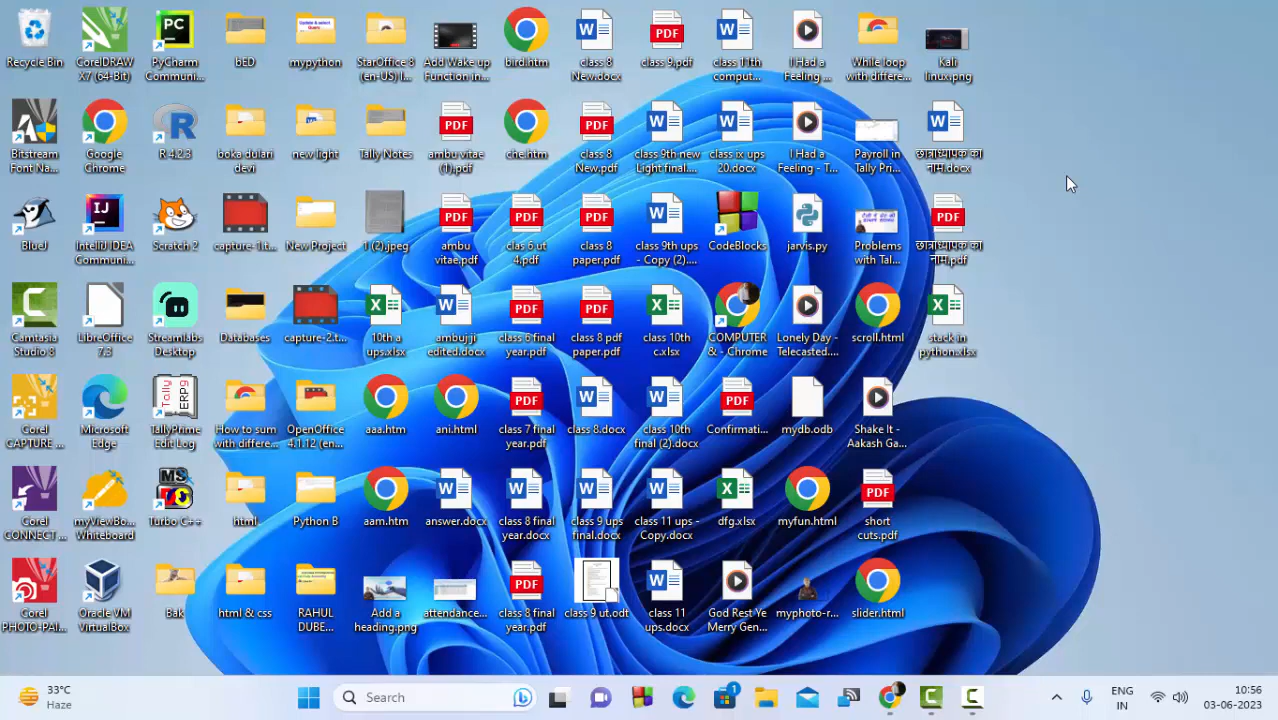 Recycle Bin
CorelDRAW
X7 (64-Bit)
PyCharm
Communi...
bED
mypython
StarOffice 8
(en-US) I...
Add Wake up
Function in...
bird.htm
class 8
New.docx
class 9.pdf
class 11th
comput...
I Had a
Feeling ...
While loop
with differe...
Kali
linux.png
Bitstream
Font Na...
Google
Chrome
R 4.2.3
boka dulari
devi
new light
Tally Notes
ambu vitae
(1).pdf
che.htm
class 8
New.pdf
class 9th new
Light final....
class ix ups
20.docx
I Had a
Feeling - T...
Payroll in
Tally Pri...
छात्राध्यापक का
नाम.docx
BlueJ
IntelliJ IDEA
Communi...
Scratch 2
capture-1.t...
New Project
1 (2).jpeg
ambu
vitae.pdf
clas 6 ut
4.pdf
class 8
paper.pdf
class 9th ups
- Copy (2)....
CodeBlocks
jarvis.py
Problems
with Tal...
छात्राध्यापक का
नाम.pdf
Camtasia
Studio 8
LibreOffice
7.3
Streamlabs
Desktop
Databases
capture-2.t...
10th a
ups.xlsx
ambuj ji
edited.docx
class 6 final
year.pdf
class 8 pdf
paper.pdf
class 10th
c.xlsx
COMPUTER
& - Chrome
Lonely Day -
Telecasted....
scroll.html
stack in
python.xlsx
Corel
CAPTURE ...
Microsoft
Edge
TallyPrime
Edit Log
How to sum
with differe...
OpenOffice
4.1.12 (en...
aaa.htm
ani.html
class 7 final
year.pdf
class 8.docx
class 10th
final (2).docx
Confirmati...
mydb.odb
Shake It -
Aakash Ga...
Corel
CONNECT ...
myViewBo...
Whiteboard
Turbo C++
html
Python B
aam.htm
answer.docx
class 8 final
year.docx
class 9 ups
final.docx
class 11 ups -
Copy.docx
dfg.xlsx
myfun.html
short
cuts.pdf
Corel
PHOTO-PAI...
Oracle VM
VirtualBox
Bak
html & css
RAHUL
DUBE...
Add a
heading.png
attendance...
class 8 final
year.pdf
class 9 ut.odt
class 11
ups.docx
God Rest Ye
Merry Gen...
myphoto-r...
slider.html
33°C
Haze
Search
1
ENG
IN
10:56
03-06-2023